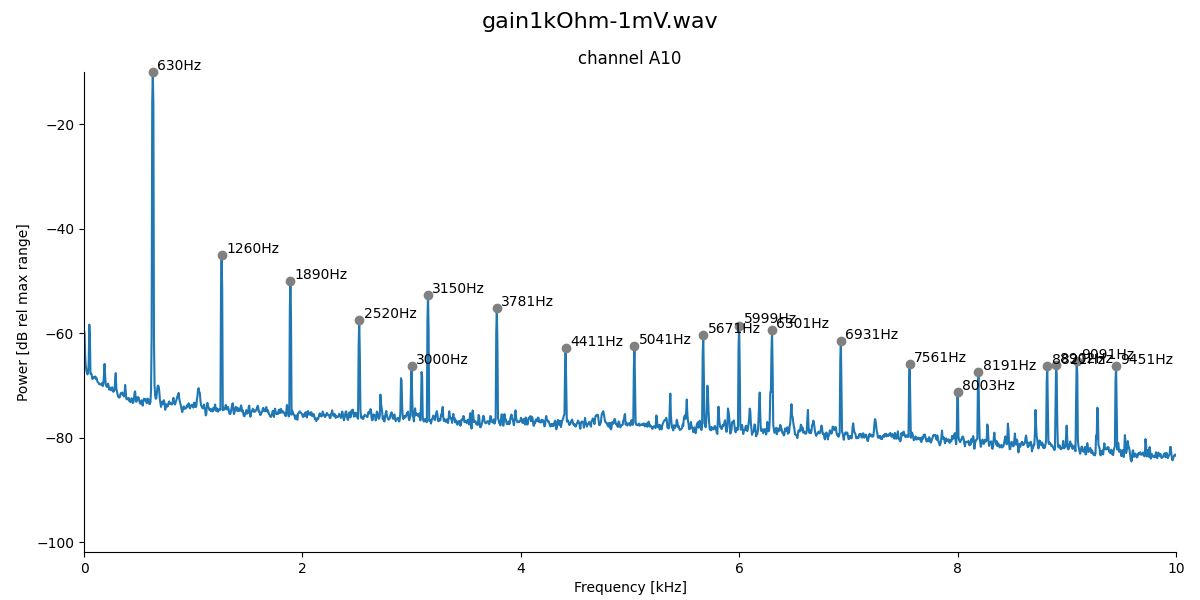 gain1kOhm-1mV.wav
channel A10
Power [dB rel max range]
−20
−40
−60
−80
−100
630Hz
1260Hz
1890Hz
2520Hz
3000Hz
3150Hz
3781Hz
4411Hz
5041Hz
5671Hz
5999Hz
6301Hz
6931Hz
7561Hz
8003Hz
8191Hz
9091Hz
9451Hz
0
2
4
6
8
10
Frequency [kHz]